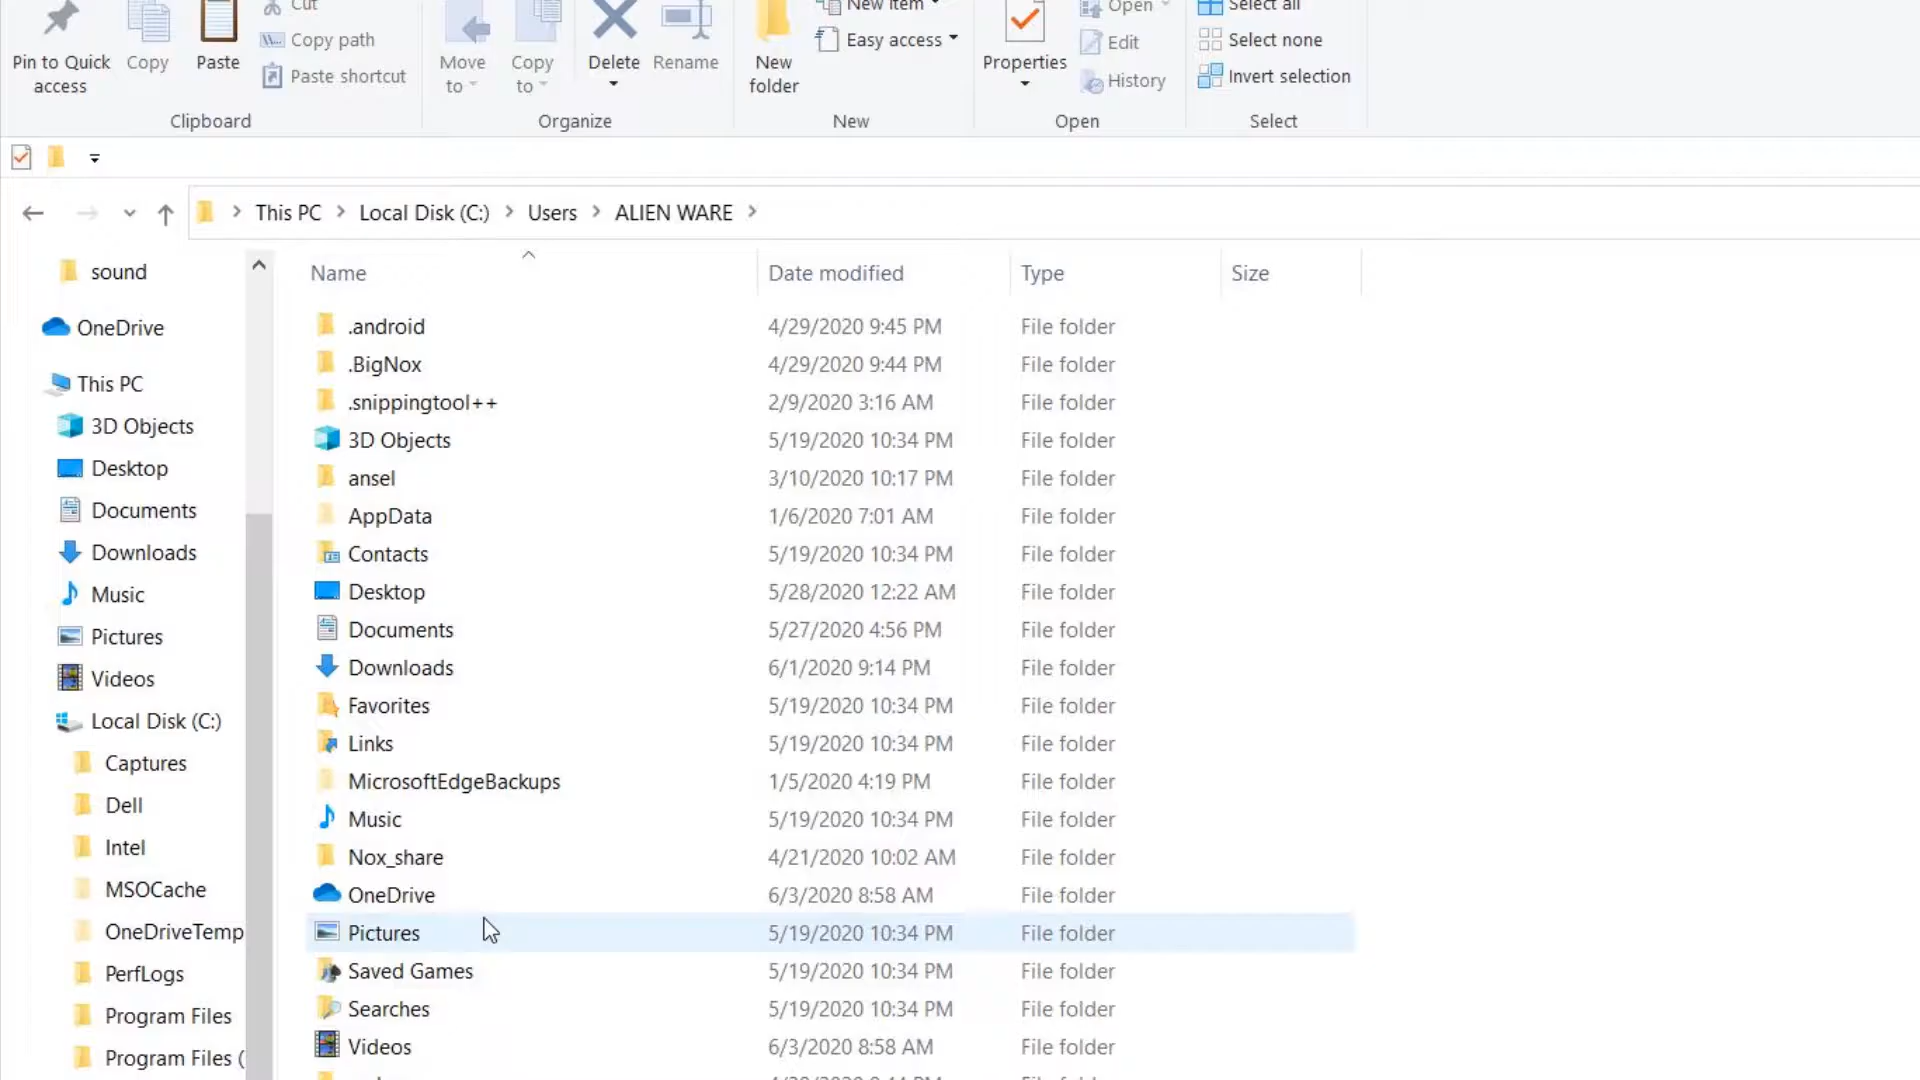 Cut
Copy path
Paste shortcut
Pin to Quick access
Copy
Paste
Move to
Copy to
Delete
Rename
New folder
New item
Easy access
Properties
Open
Edit
History
Select all
Select none
Invert selection
Clipboard
Organize
New
Open
Select
This PC
Local Disk (C:)
Users
ALIEN WARE
sound
OneDrive
This PC
3D Objects
Desktop
Documents
Downloads
Music
Pictures
Videos
Local Disk (C:)
Captures
Dell
Intel
MSOCache
OneDriveTemp
PerfLogs
Program Files
Program Files (
Name Date modified Type Size
.android 4/29/2020 9:45 PM File folder
.BigNox 4/29/2020 9:44 PM File folder
.snippingtool++ 2/9/2020 3:16 AM File folder
3D Objects 5/19/2020 10:34 PM File folder
ansel 3/10/2020 10:17 PM File folder
AppData 1/6/2020 7:01 AM File folder
Contacts 5/19/2020 10:34 PM File folder
Desktop 5/28/2020 12:22 AM File folder
Documents 5/27/2020 4:56 PM File folder
Downloads 6/1/2020 9:14 PM File folder
Favorites 5/19/2020 10:34 PM File folder
Links 5/19/2020 10:34 PM File folder
MicrosoftEdgeBackups 1/5/2020 4:19 PM File folder
Music 5/19/2020 10:34 PM File folder
Nox_share 4/21/2020 10:02 AM File folder
OneDrive 6/3/2020 8:58 AM File folder
Pictures 5/19/2020 10:34 PM File folder
Saved Games 5/19/2020 10:34 PM File folder
Searches 5/19/2020 10:34 PM File folder
Videos 6/3/2020 8:58 AM File folder